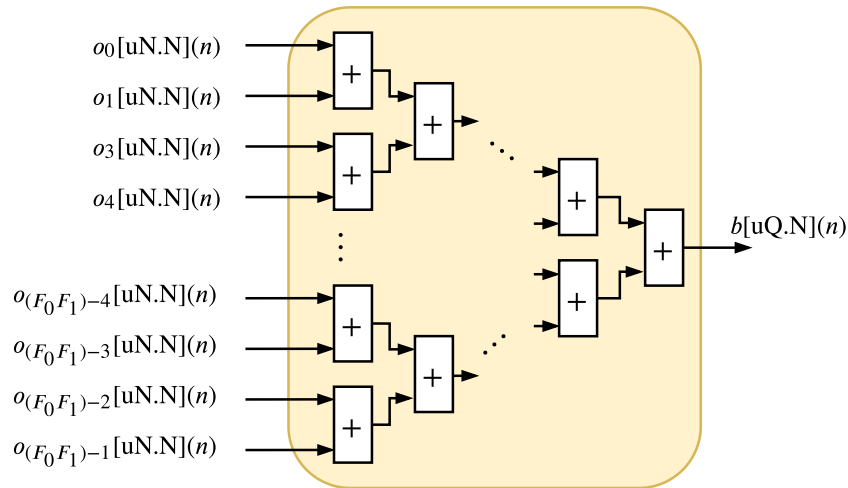 o₀[uN.N](n)
o₁[uN.N](n)
o₃[uN.N](n)
o₄[uN.N](n)
o₍F₀F₁₎₋₄[uN.N](n)
o₍F₀F₁₎₋₃[uN.N](n)
o₍F₀F₁₎₋₂[uN.N](n)
o₍F₀F₁₎₋₁[uN.N](n)
+
+
+
+
+
+
+
+
+
b[uQ.N](n)